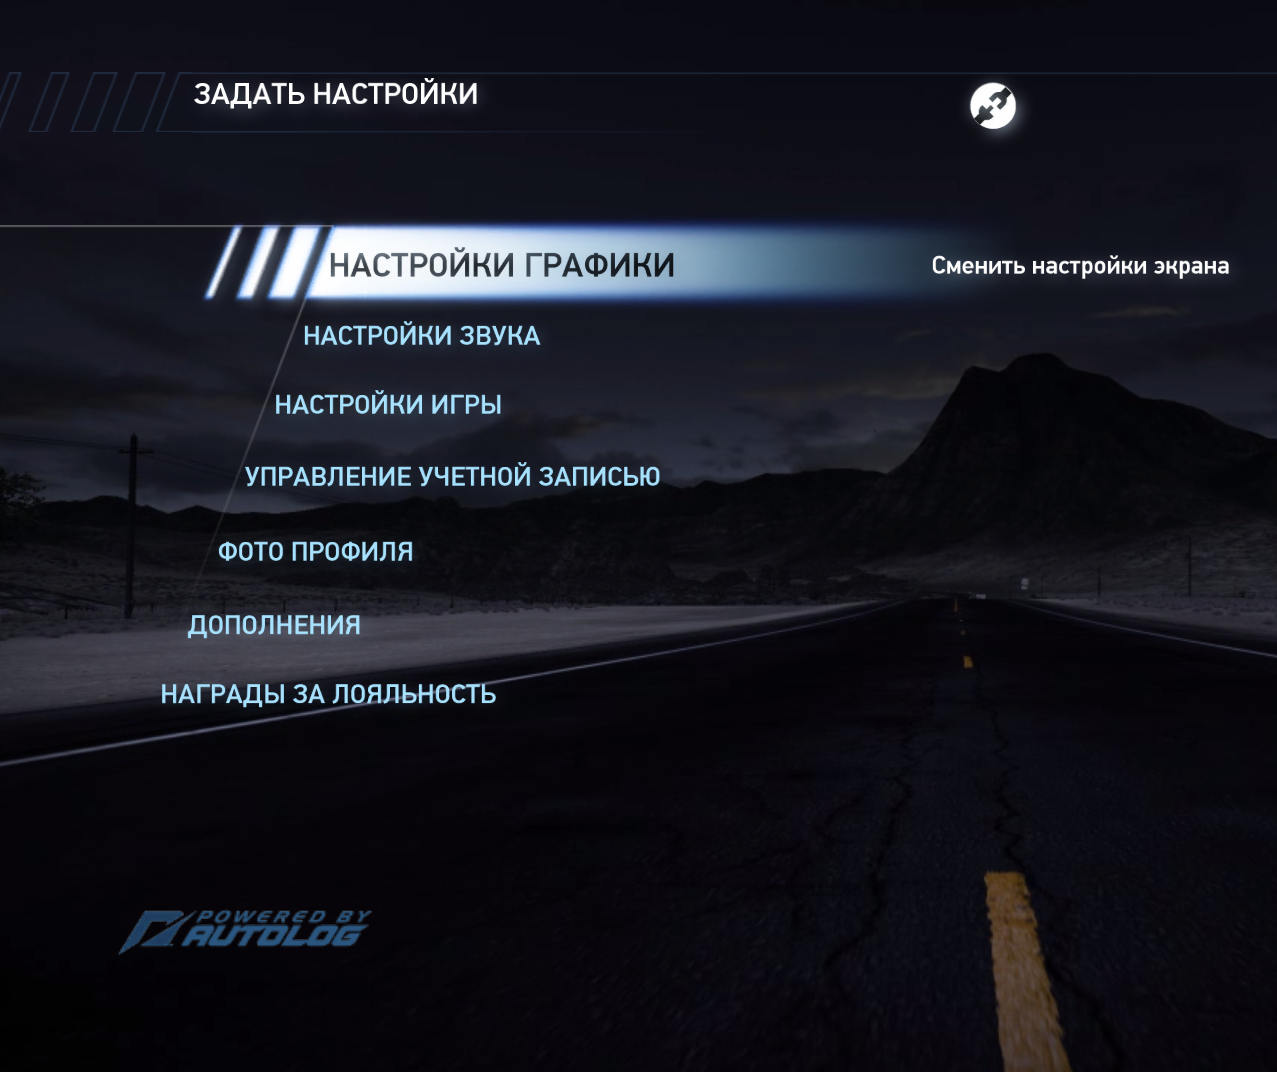 ЗАДАТЬ НАСТРОЙКИ
НАСТРОЙКИ ГРАФИКИ
Сменить настройки экрана
НАСТРОЙКИ ЗВУКА
НАСТРОЙКИ ИГРЫ
УПРАВЛЕНИЕ УЧЕТНОЙ ЗАПИСЬЮ
ФОТО ПРОФИЛЯ
ДОПОЛНЕНИЯ
НАГРАДЫ ЗА ЛОЯЛЬНОСТЬ
POWERED BY
AUTOLOG